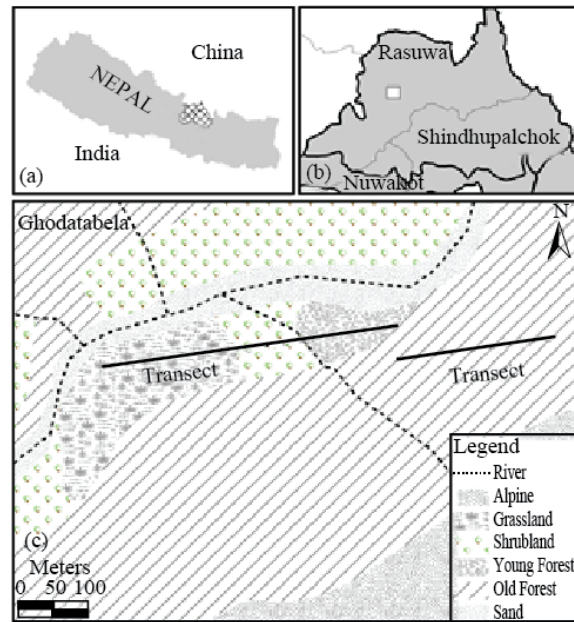 China
NEPAL
India
(a)
Rasuwa
Shindhupalchok
Nuwakot
(b)
Ghodatabela
N
Transect
Transect
(c)
Meters
0 50 100
Legend
River
Alpine
Grassland
Shrubland
Young Forest
Old Forest
Sand